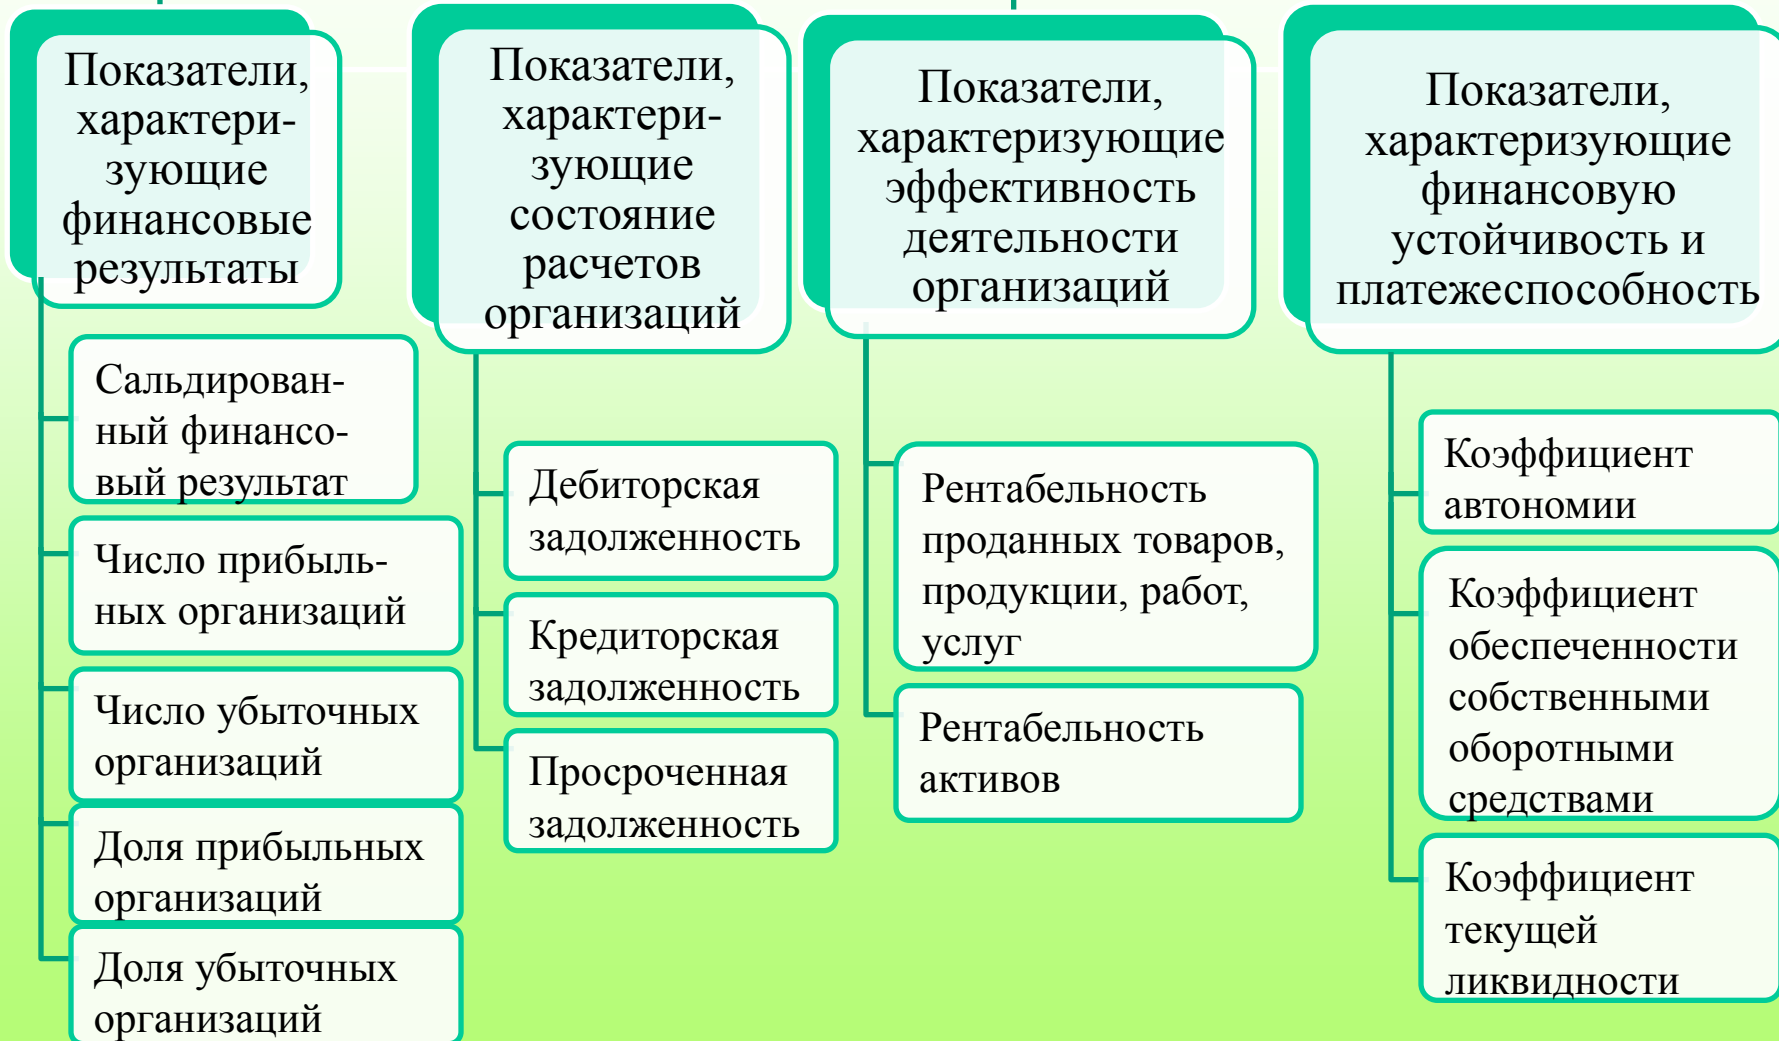 Показатели,
характери-
зующие
финансовые
результаты
Сальдирован-
ный финансо-
вый результат
Число прибыль-
ных организаций
Число убыточных
организаций
Доля прибыльных
организаций
Доля убыточных
организаций
Показатели,
характери-
зующие
состояние
расчетов
организаций
Дебиторская
задолженность
Кредиторская
задолженность
Просроченная
задолженность
Показатели,
характеризующие
эффективность
деятельности
организаций
Рентабельность
проданных товаров,
продукции, работ,
услуг
Рентабельность
активов
Показатели,
характеризующие
финансовую
устойчивость и
платежеспособность
Коэффициент
автономии
Коэффициент
обеспеченности
собственными
оборотными
средствами
Коэффициент
текущей
ликвидности